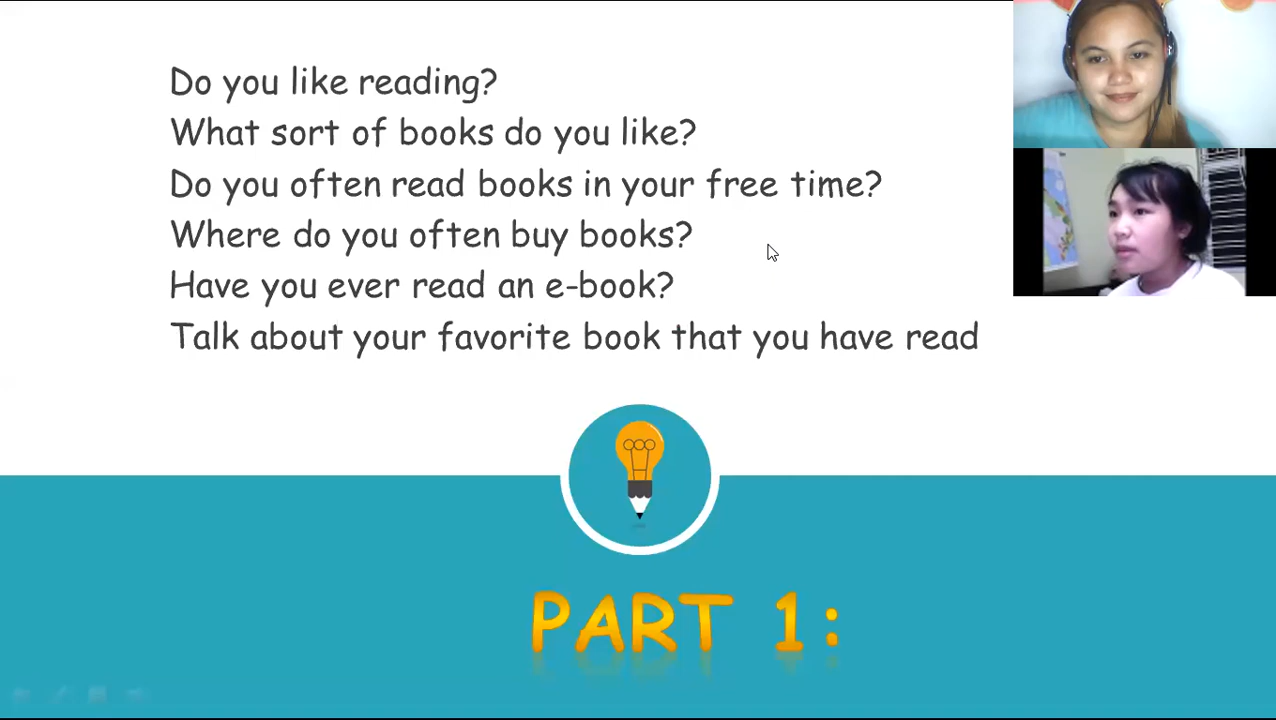 Do you like reading?
What sort of books do you like?
Do you often read books in your free time?
Where do you often buy books?
Have you ever read an e-book?
Talk about your favorite book that you have read
PART 1: